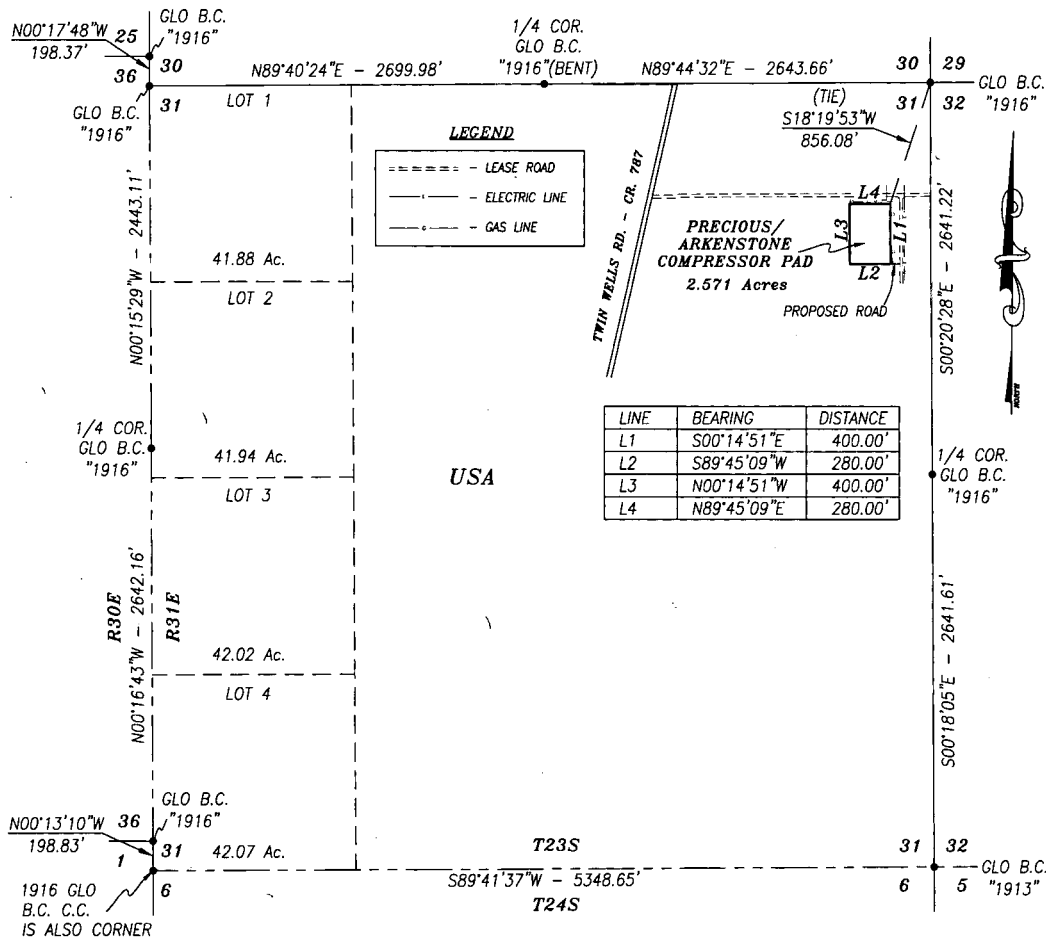 N00°17'48"W 25 GLO B.C.
"1916"
198.37'
36 30
31
GLO B.C.
"1916"
N89°40'24"E - 2699.98'
1/4 COR.
GLO B.C.
"1916"(BENT)
N89°44'32"E - 2643.66'
30 29
31 32
GLO B.C.
"1916"
(TIE)
S18°19'53"W
856.08'
LOT 1
LEGEND
- LEASE ROAD
- ELECTRIC LINE
- GAS LINE
N00°15'29"W - 2443.11'
41.88 Ac.
LOT 2
TWIN WELLS RD. - CR. 787
L4
L3
L1
L2
PRECIOUS/
ARKENSTONE
COMPRESSOR PAD
2.571 Acres
PROPOSED ROAD
S00°20'28"E - 2641.22'
NORTH
1/4 COR.
GLO B.C.
"1916"
41.94 Ac.
LOT 3
USA
LINE BEARING DISTANCE
L1 S00°14'51"E 400.00'
L2 S89°45'09"W 280.00'
L3 N00°14'51"W 400.00'
L4 N89°45'09"E 280.00'
1/4 COR.
GLO B.C.
"1916"
R30E
R31E
N00°16'43"W - 2642.16'
42.02 Ac.
LOT 4
S00°18'05"E - 2641.61'
N00°13'10"W 36 GLO B.C.
"1916"
198.83'
31
1
6
42.07 Ac.
T23S
S89°41'37"W - 5348.65'
T24S
31 32
6 5
GLO B.C.
"1913"
1916 GLO
B.C. C.C.
IS ALSO CORNER